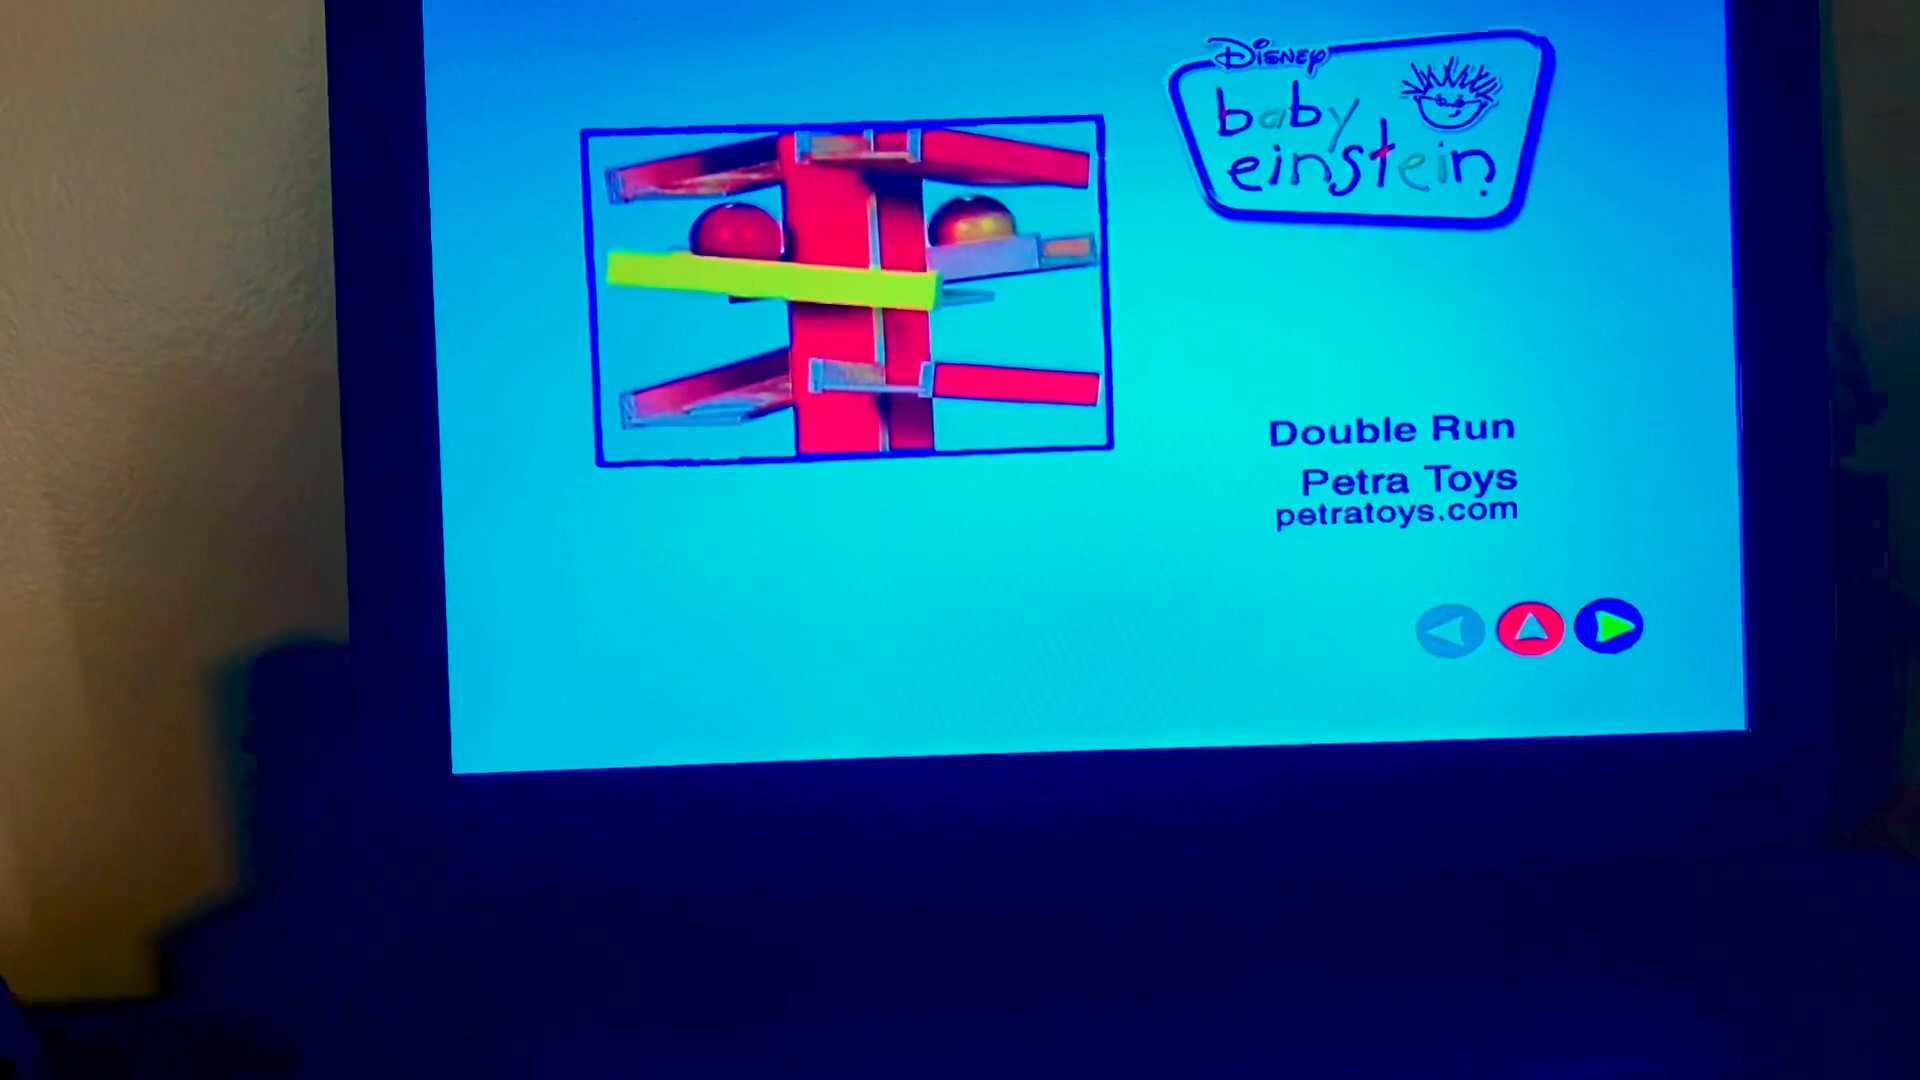 Disney
baby
einstein
Double Run
Petra Toys
petratoys.com